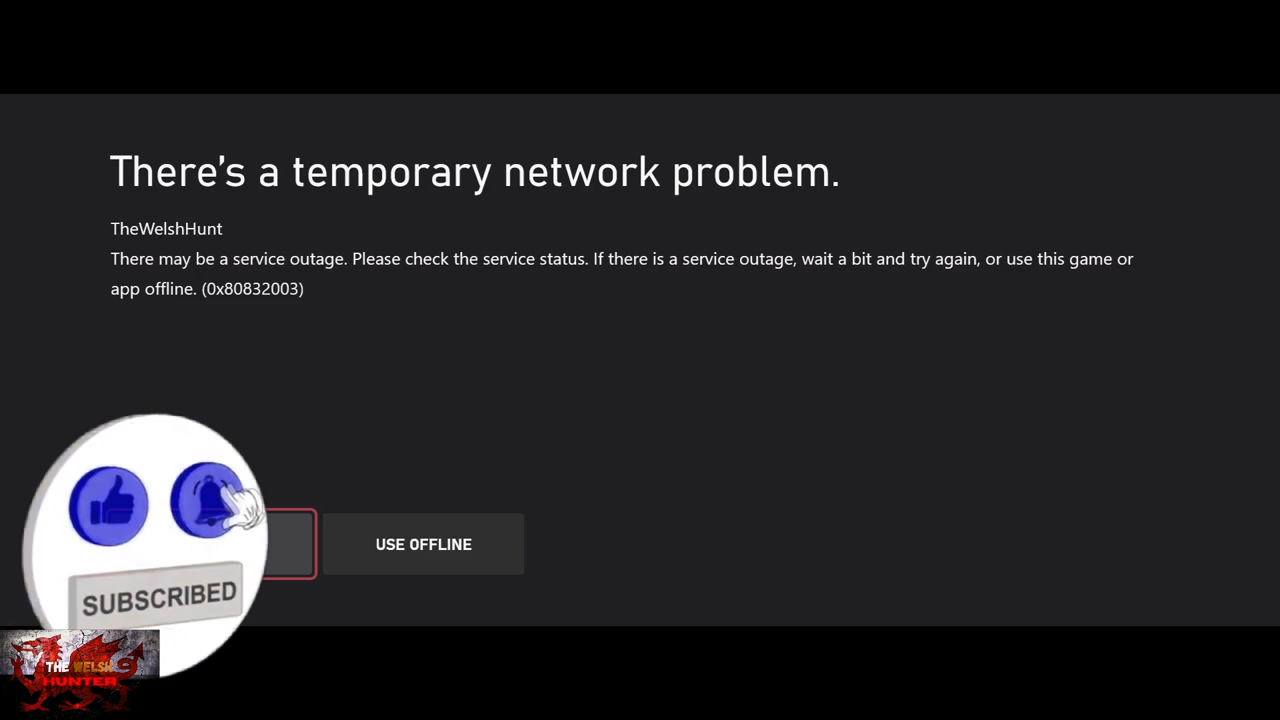 There's a temporary network problem.
TheWelshHunt
There may be a service outage. Please check the service status. If there is a service outage, wait a bit and try again, or use this game or
app offline. (0x80832003)
USE OFFLINE
SUBSCRIBED
THE WELSH
HUNTER